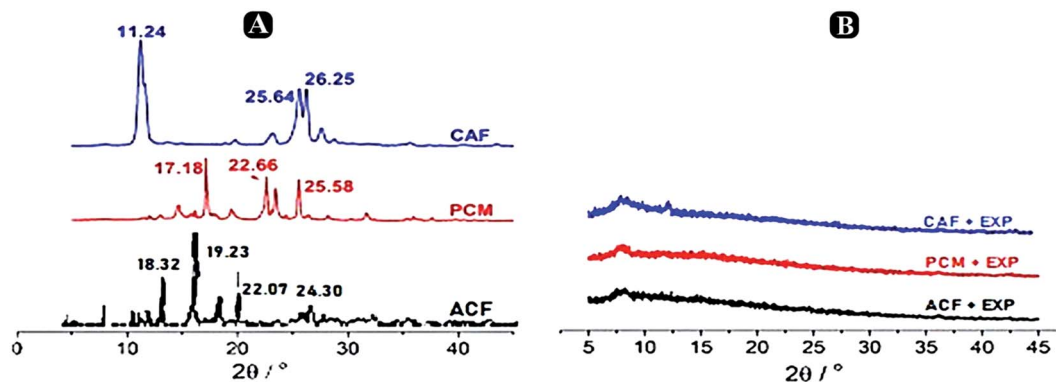 A
11.24
25.64
26.25
CAF
17.18
22.66
25.58
PCM
18.32
19.23
22.07
24.30
ACF
0
10
20
30
40
2θ / °
B
CAF + EXP
PCM + EXP
ACF + EXP
5
10
15
20
25
30
35
40
45
2θ / °